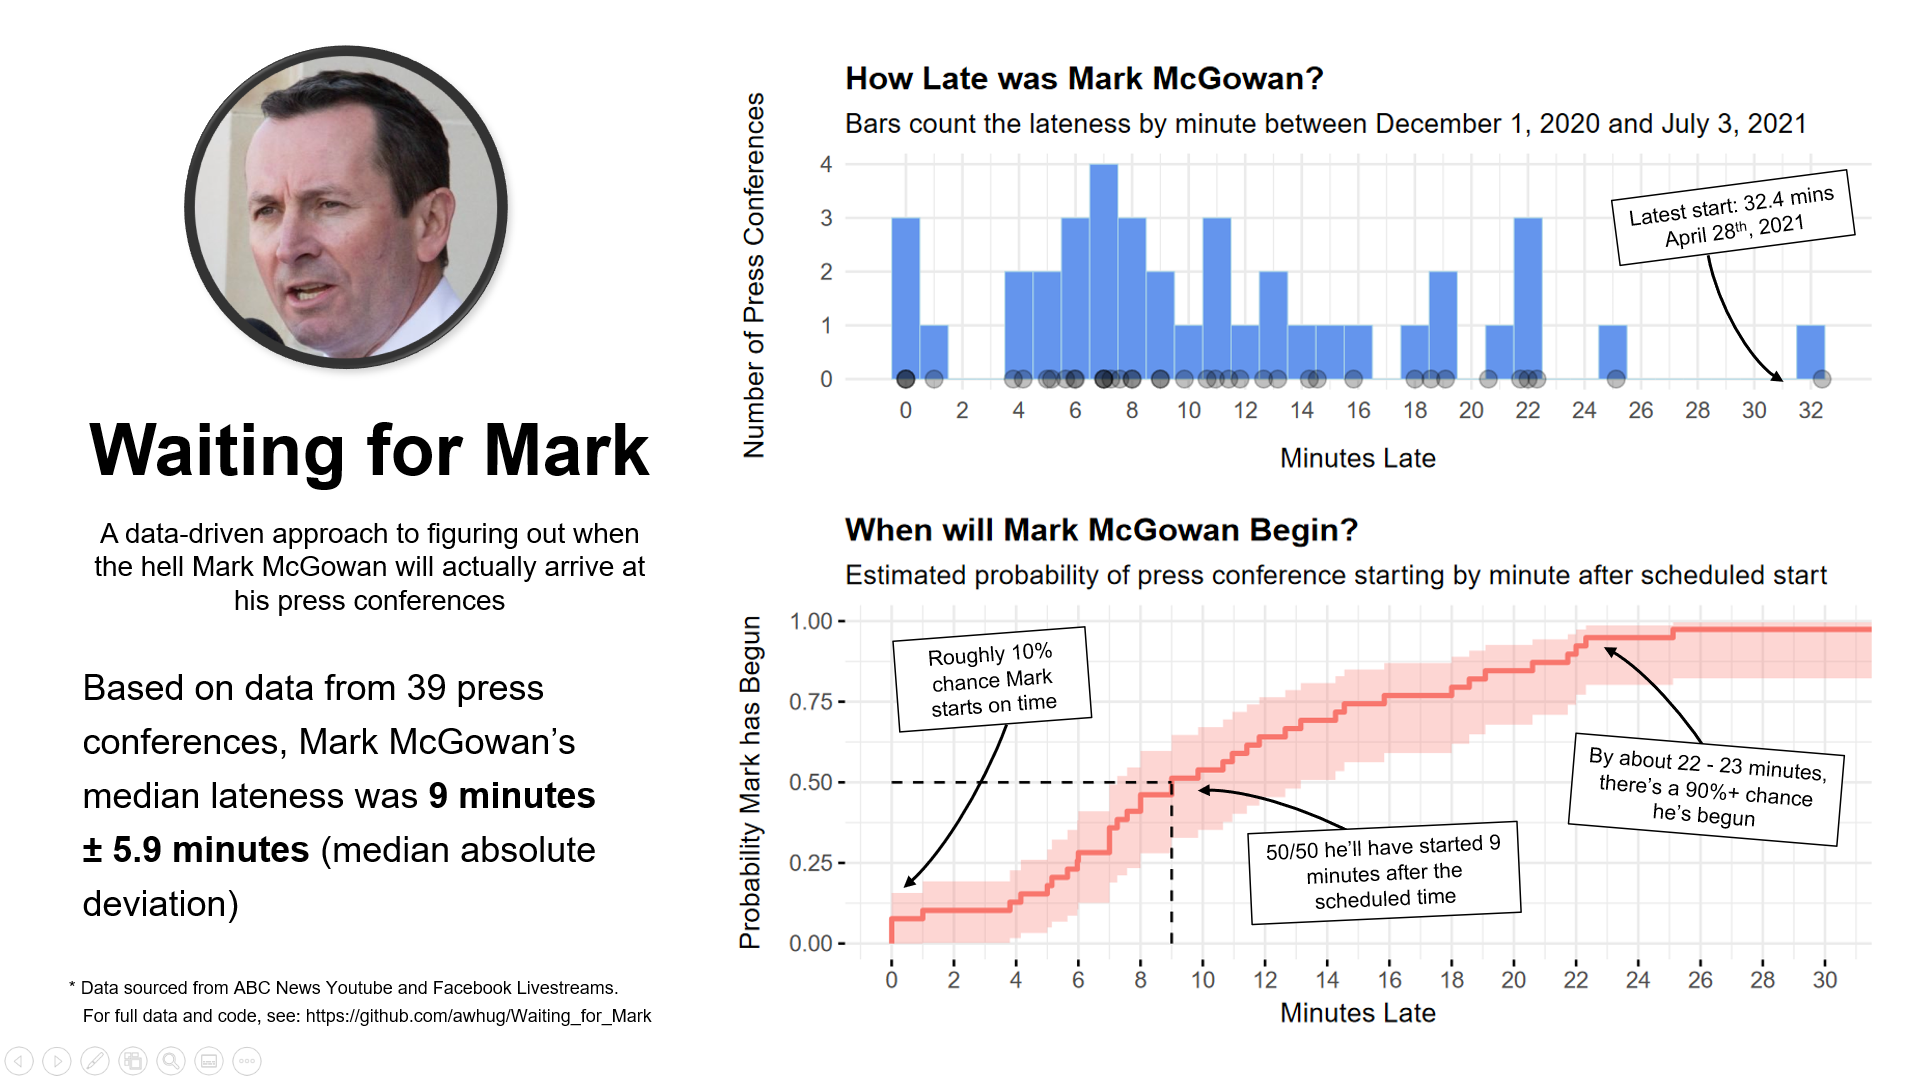 Waiting for Mark
A data-driven approach to figuring out when
the hell Mark McGowan will actually arrive at
his press conferences
Based on data from 39 press
conferences, Mark McGowan’s
median lateness was 9 minutes
± 5.9 minutes (median absolute
deviation)
* Data sourced from ABC News Youtube and Facebook Livestreams.
For full data and code, see: https://github.com/awhug/Waiting_for_Mark
How Late was Mark McGowan?
Bars count the lateness by minute between December 1, 2020 and July 3, 2021
Number of Press Conferences
4
3
2
1
0
Latest start: 32.4 mins
April 28th, 2021
0 2 4 6 8 10 12 14 16 18 20 22 24 26 28 30 32
Minutes Late
When will Mark McGowan Begin?
Estimated probability of press conference starting by minute after scheduled start
Probability Mark has Begun
1.00
0.75
0.50
0.25
0.00
Roughly 10%
chance Mark
starts on time
50/50 he’ll have started 9
minutes after the
scheduled time
By about 22 - 23 minutes,
there’s a 90%+ chance
he’s begun
0 2 4 6 8 10 12 14 16 18 20 22 24 26 28 30
Minutes Late